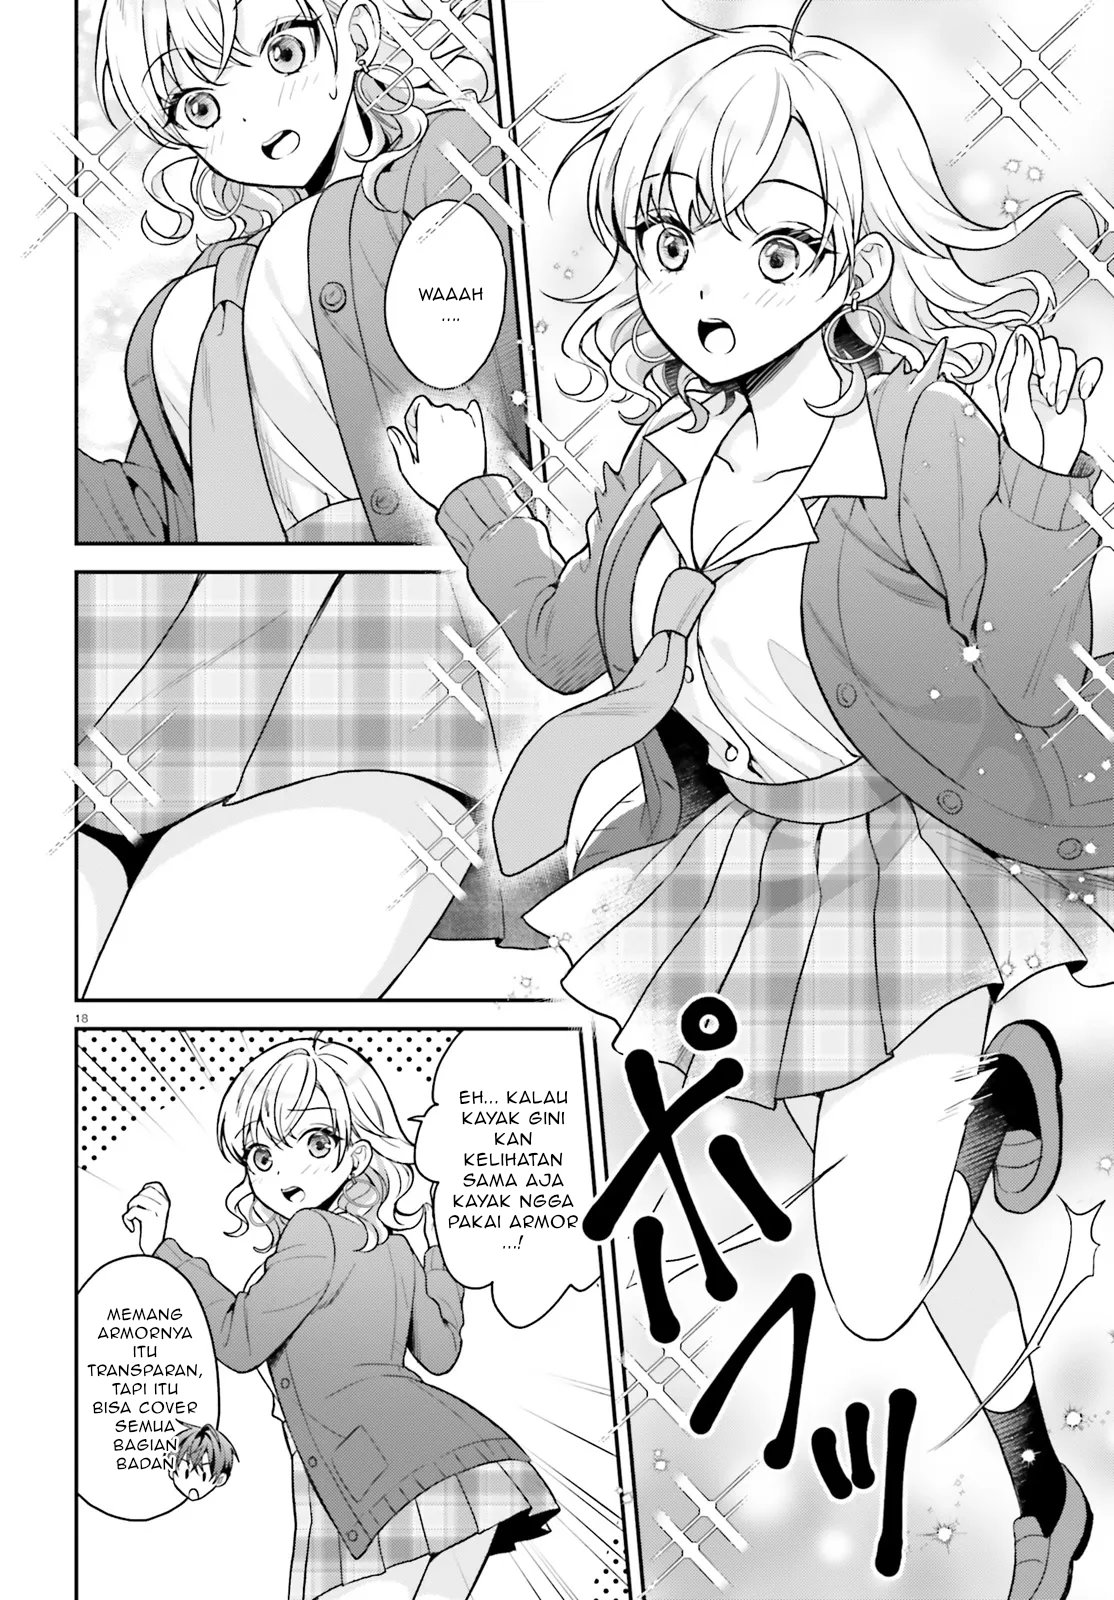 WAAAH
....
ポフッ
18
EH... KALAU
KAYAK GINI
KAN
KELIHATAN
SAMA AJA
KAYAK NGGA
PAKAI ARMOR
...!
MEMANG
ARMORNYA
ITU
TRANSPARAN,
TAPI ITU
BISA COVER
SEMUA
BAGIAN
BADAN